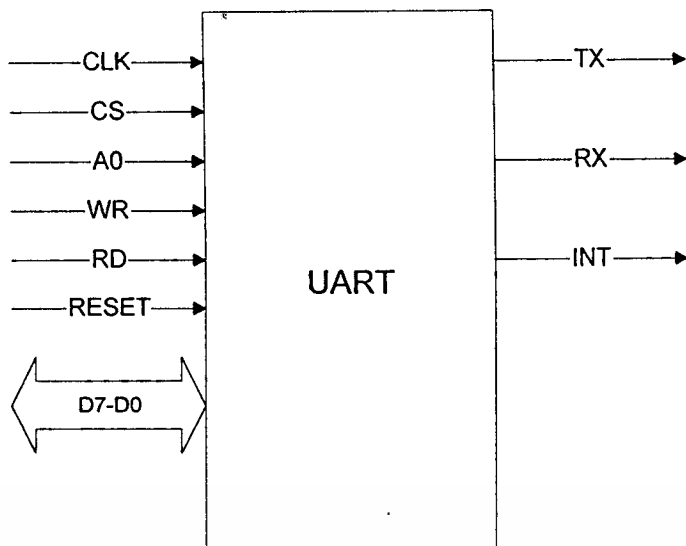 CLK
CS
A0
WR
RD
RESET
D7-D0
UART
TX
RX
INT